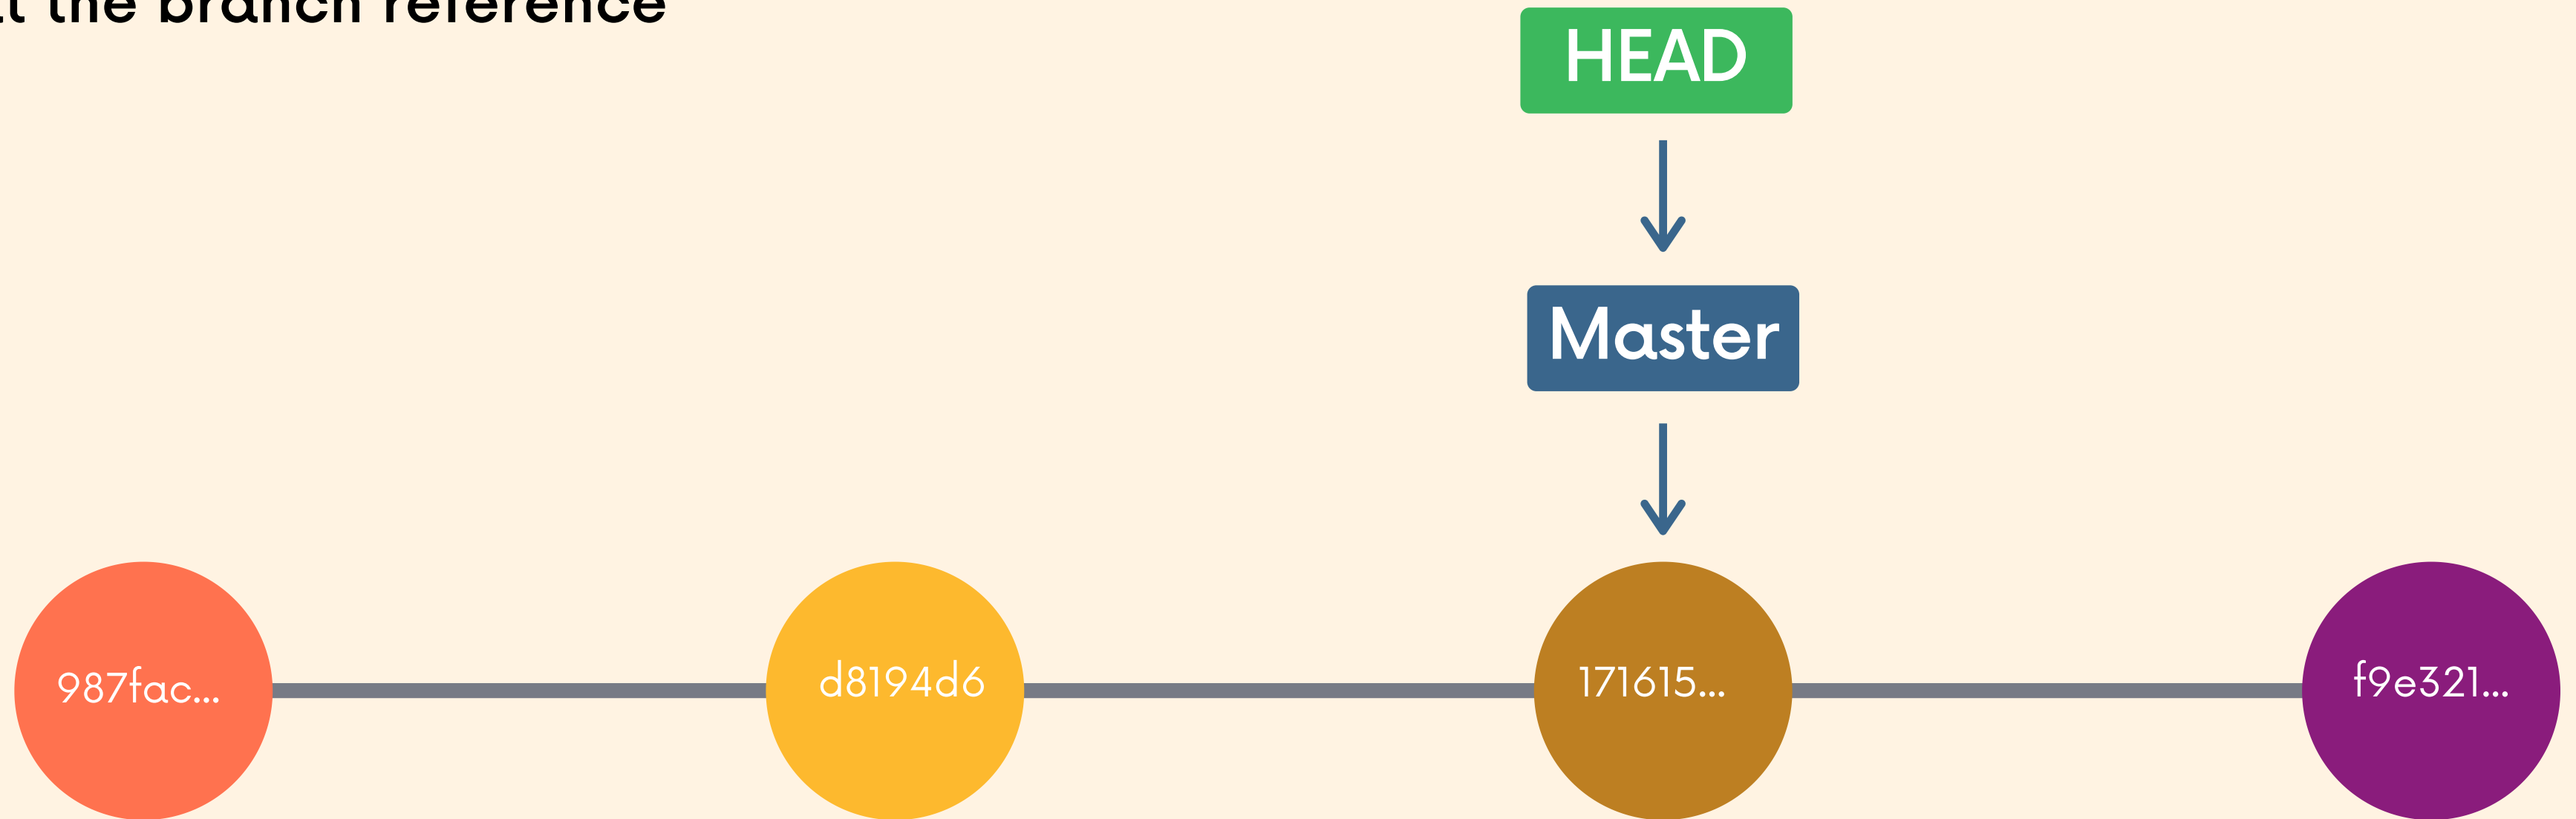 the branch reference
HEAD
Master
987fac...
d8194d6
171615...
f9e321...